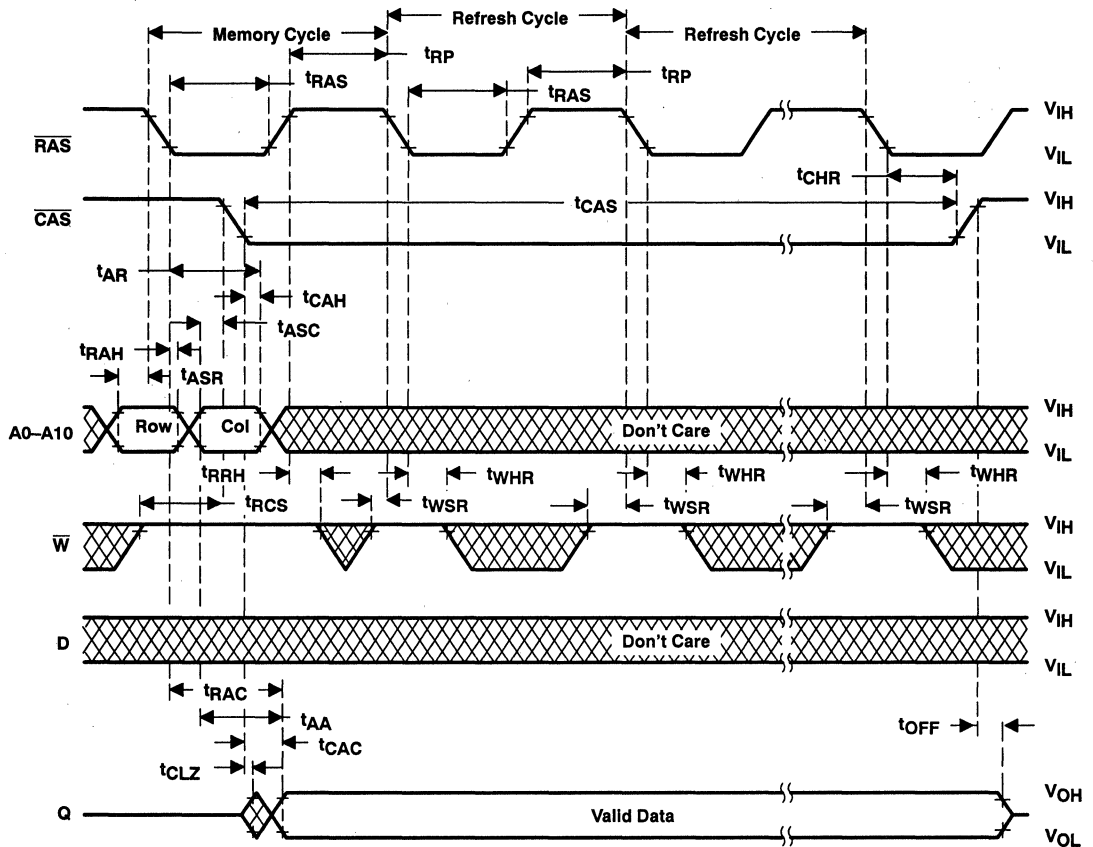 Memory Cycle
Refresh Cycle
Refresh Cycle
tRP
tRP
tRAS
tRAS
RAS
VIH
VIL
tCHR
CAS
tCAS
VIH
VIL
tAR
tCAH
tASC
tRAH
tASR
A0–A10
Row
Col
Don't Care
VIH
VIL
tRRH
tWHR
tWHR
tWHR
tRCS
tWSR
tWSR
tWSR
W
VIH
VIL
D
Don't Care
VIH
VIL
tRAC
tAA
tOFF
tCAC
tCLZ
Q
Valid Data
VOH
VOL